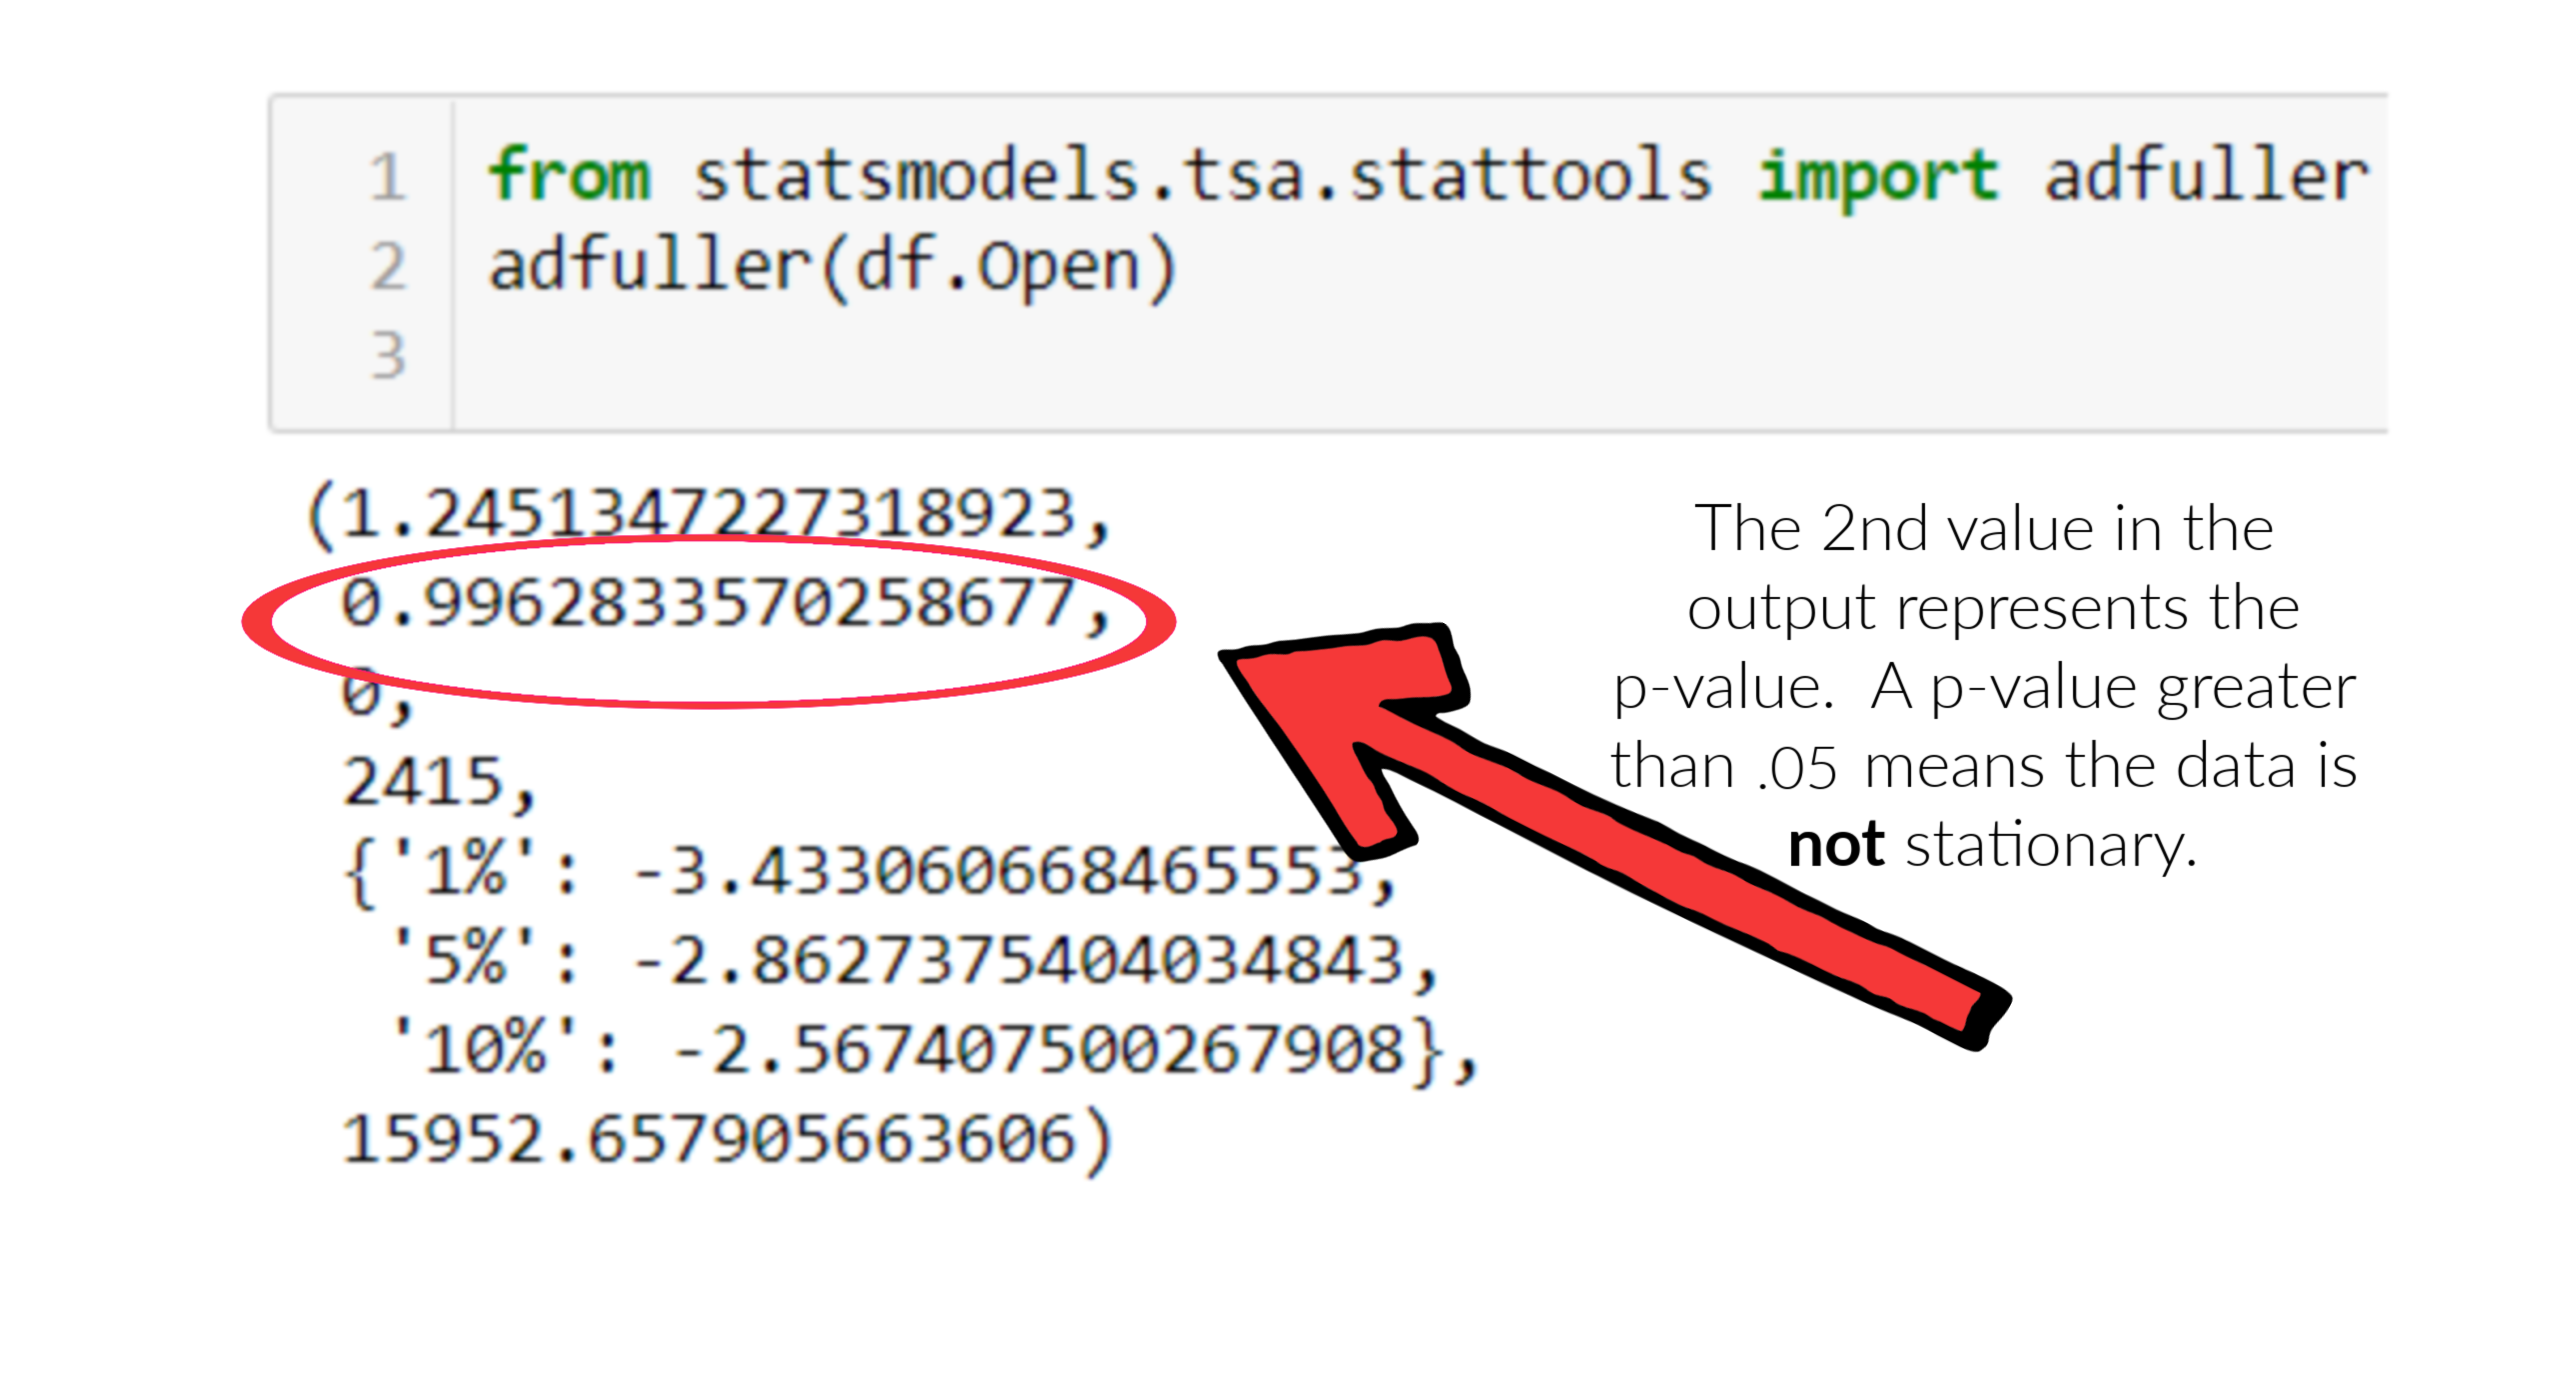 1 from statsmodels.tsa.stattools import adfuller
2 adfuller(df.Open)
3
(1.2451347227318923,
0.9962833570258677,
0,
2415,
{'1%': -3.433060668465553,
'5%': -2.8627375404034843,
'10%': -2.567407500267908},
15952.657905663606)
The 2nd value in the
output represents the
p-value. A p-value greater
than .05 means the data is
not stationary.